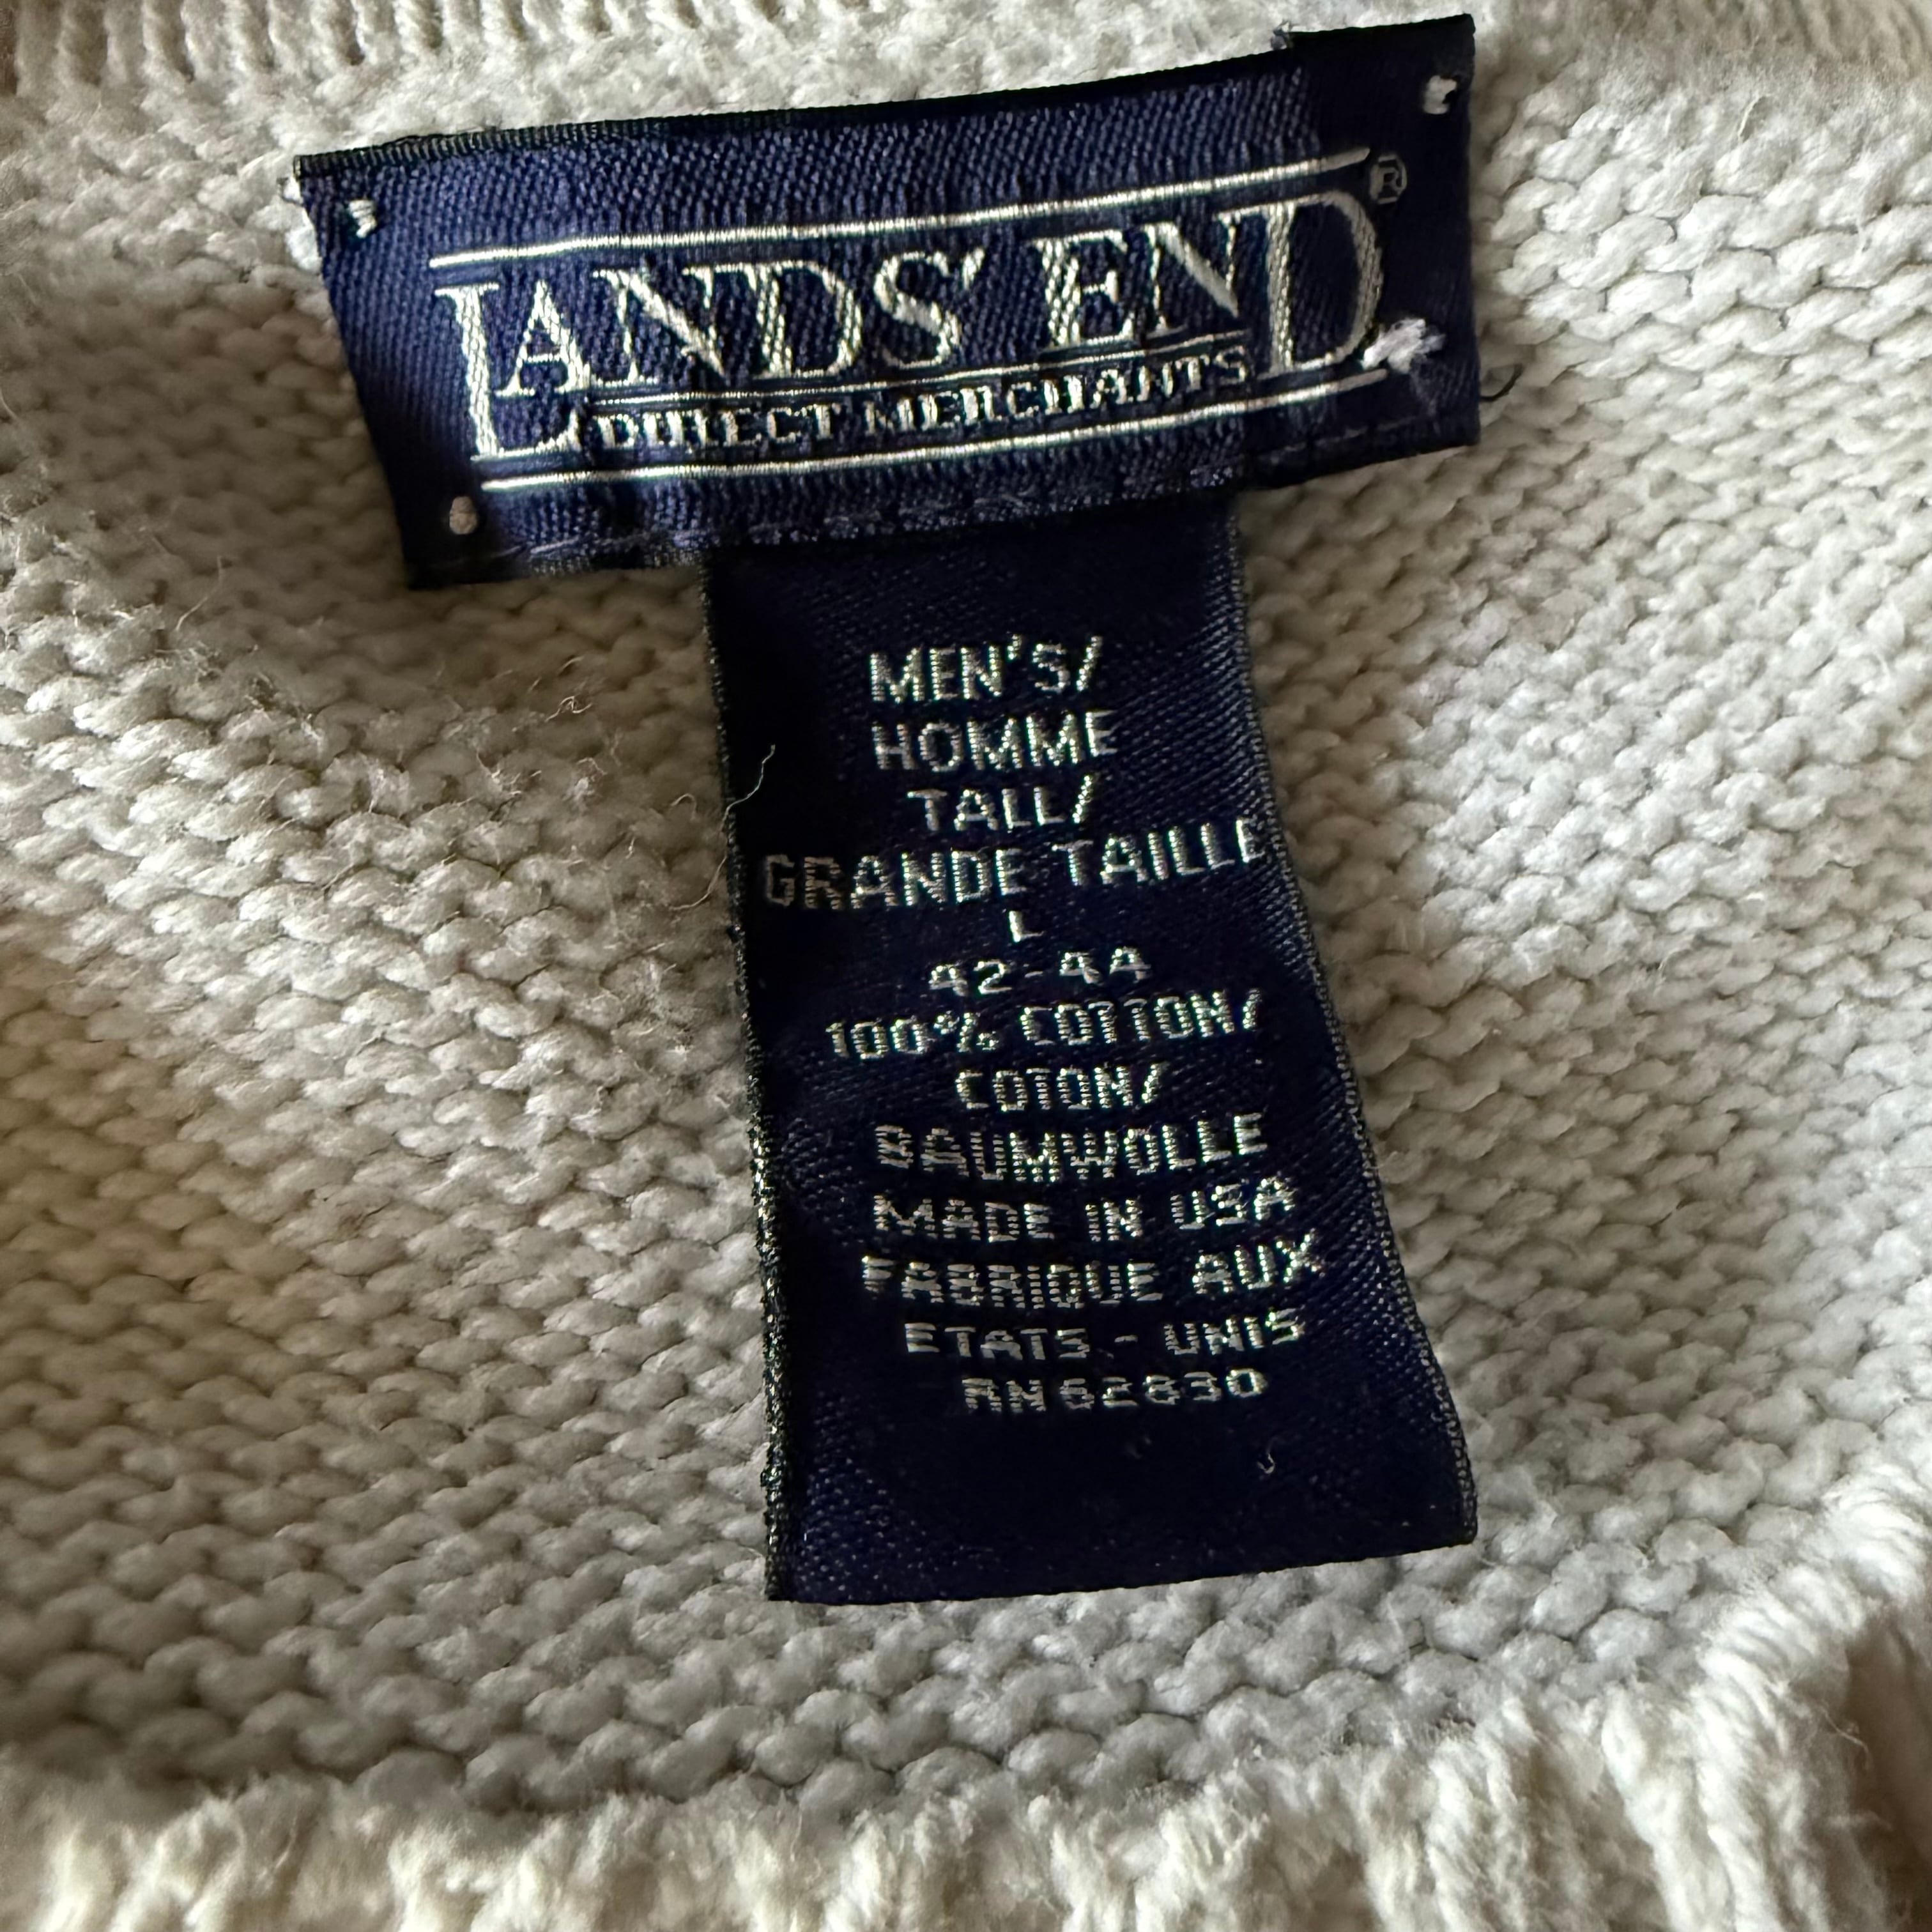 LANDS' END®
DIRECT MERCHANTS
MEN'S/
HOMME
TALL/
GRANDE TAILLE
L
42-44
100% COTTON/
COTON/
BAUMWOLLE
MADE IN USA
FABRIQUE AUX
ETATS - UNIS
RN 62830